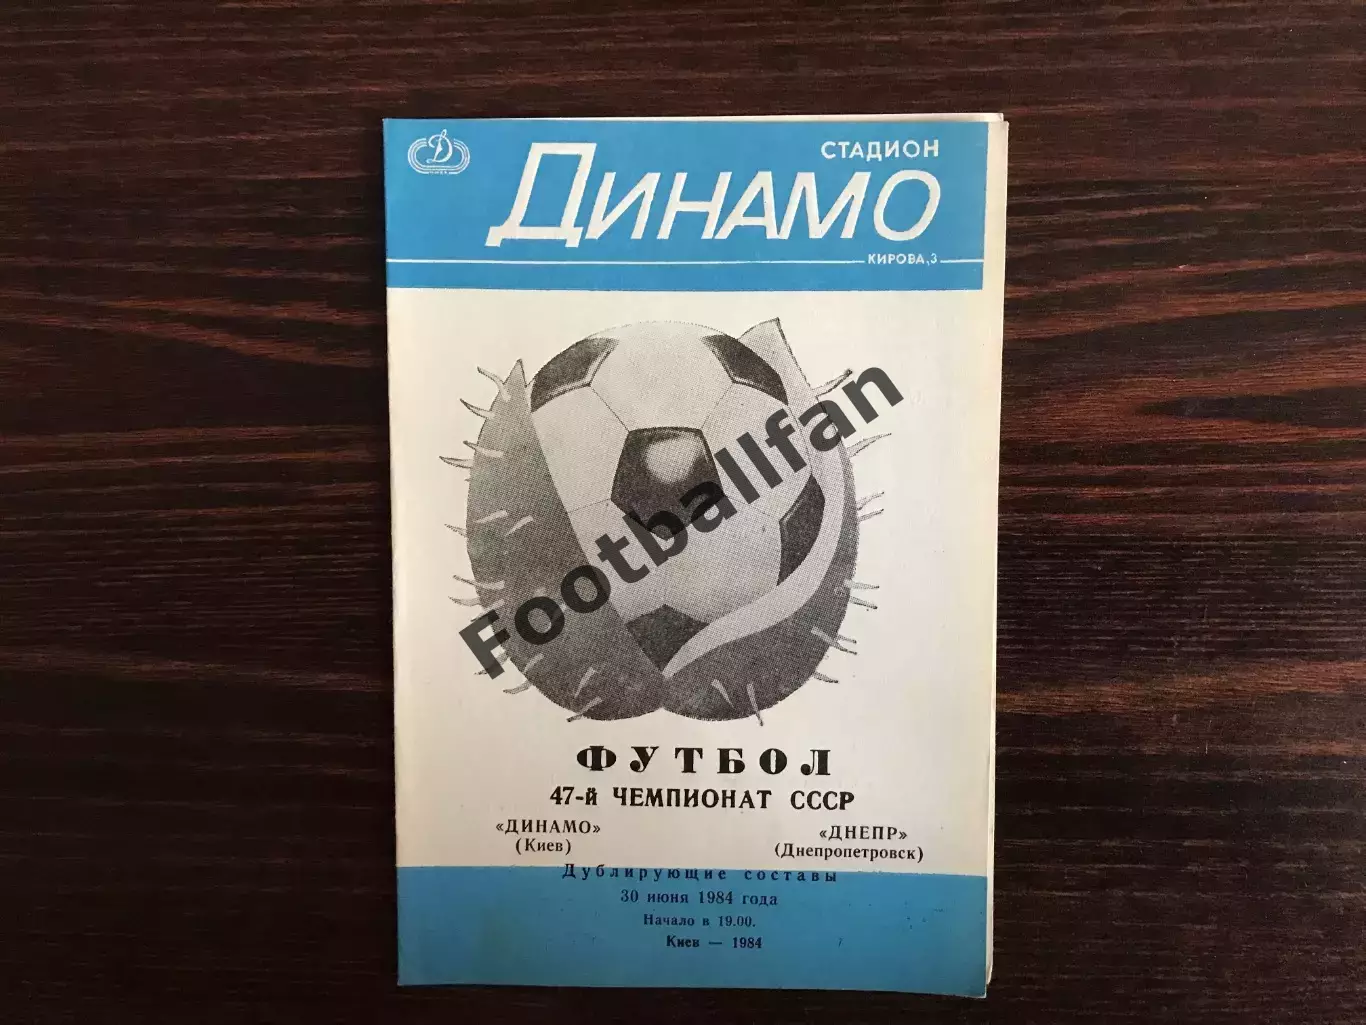 СТАДИОН
ДИНАМО
КИРОВА,3
Footballfan
ФУТБОЛ
47-й ЧЕМПИОНАТ СССР
«ДИНАМО»
(Киев)
«ДНЕПР»
(Днепропетровск)
Дублирующие составы
30 июня 1984 года
Начало в 19.00.
Киев — 1984